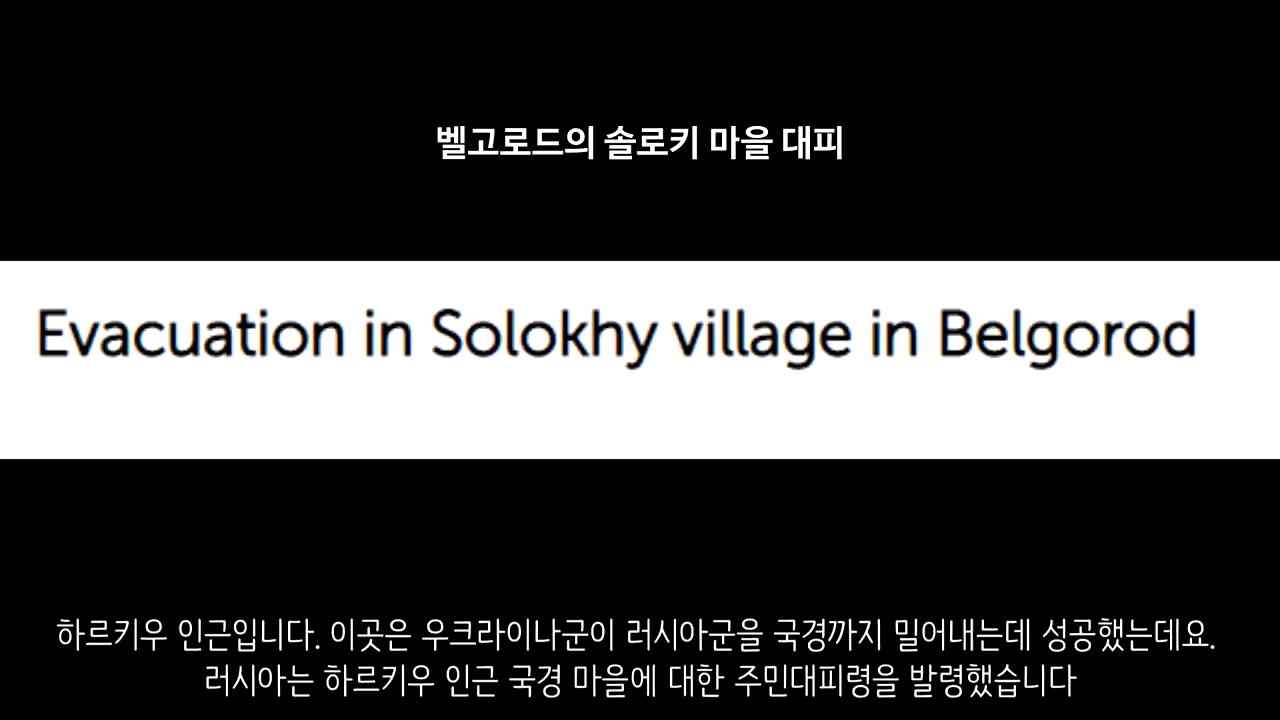 벨고로드의 솔로키 마을 대피
Evacuation in Solokhy village in Belgorod
하르키우 인근입니다. 이곳은 우크라이나군이 러시아군을 국경까지 밀어내는데 성공했는데요.
러시아는 하르키우 인근 국경 마을에 대한 주민대피령을 발령했습니다